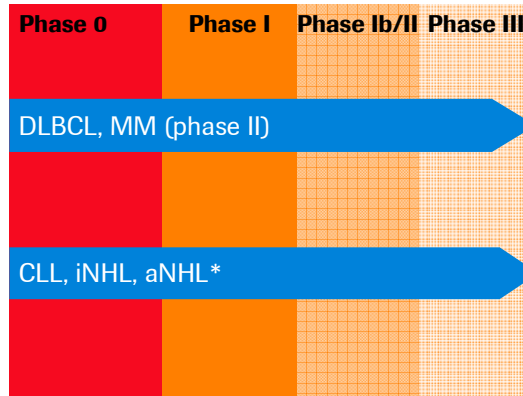 Phase 0 Phase I Phase Ib/II Phase III
DLBCL, MM (phase II)
CLL, iNHL, aNHL*